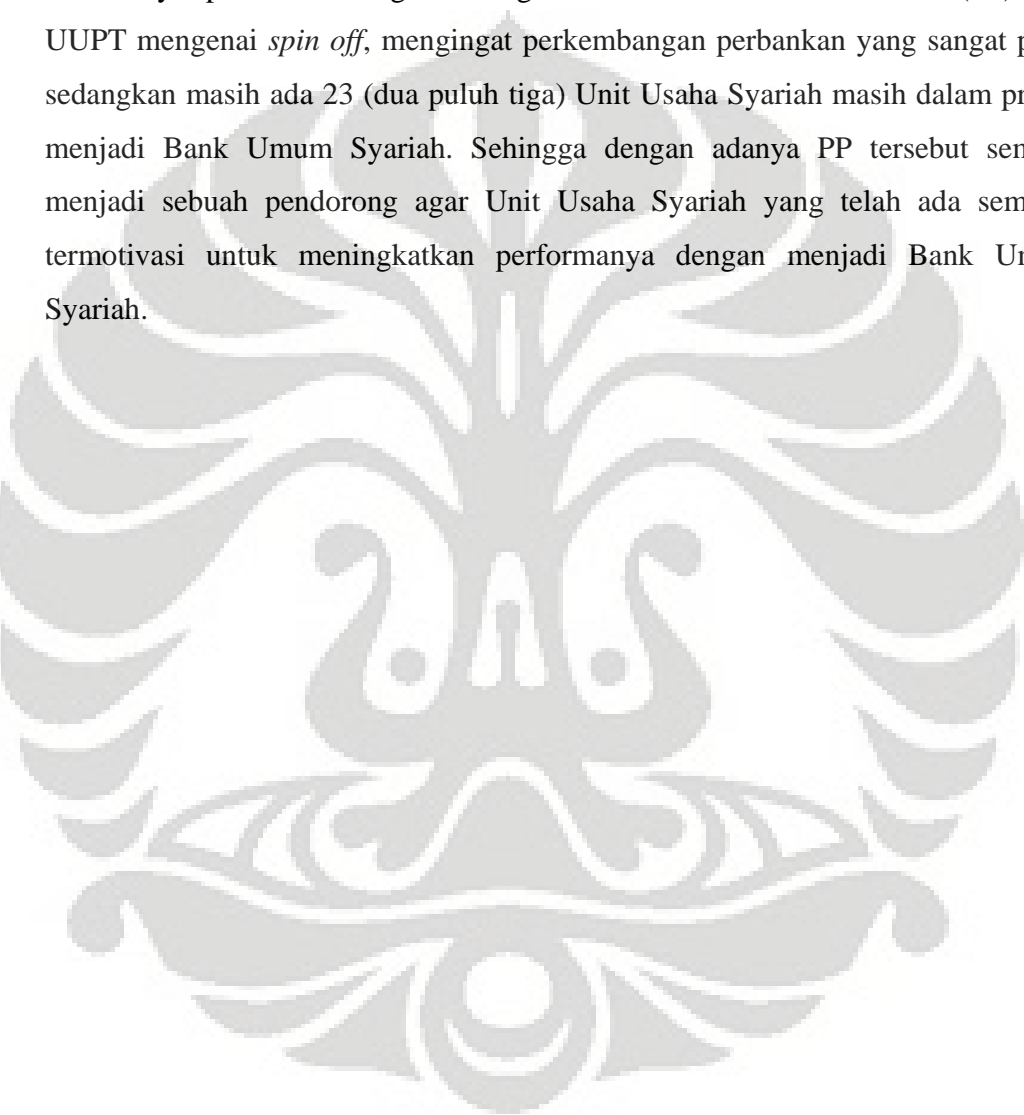 UUPT mengenai spin off, mengingat perkembangan perbankan yang sangat
sedangkan masih ada 23 (dua puluh tiga) Unit Usaha Syariah masih dalam
menjadi Bank Umum Syariah. Sehingga dengan adanya PP tersebut
menjadi sebuah pendorong agar Unit Usaha Syariah yang telah ada
termotivasi untuk meningkatkan performanya dengan menjadi Bank
Syariah.